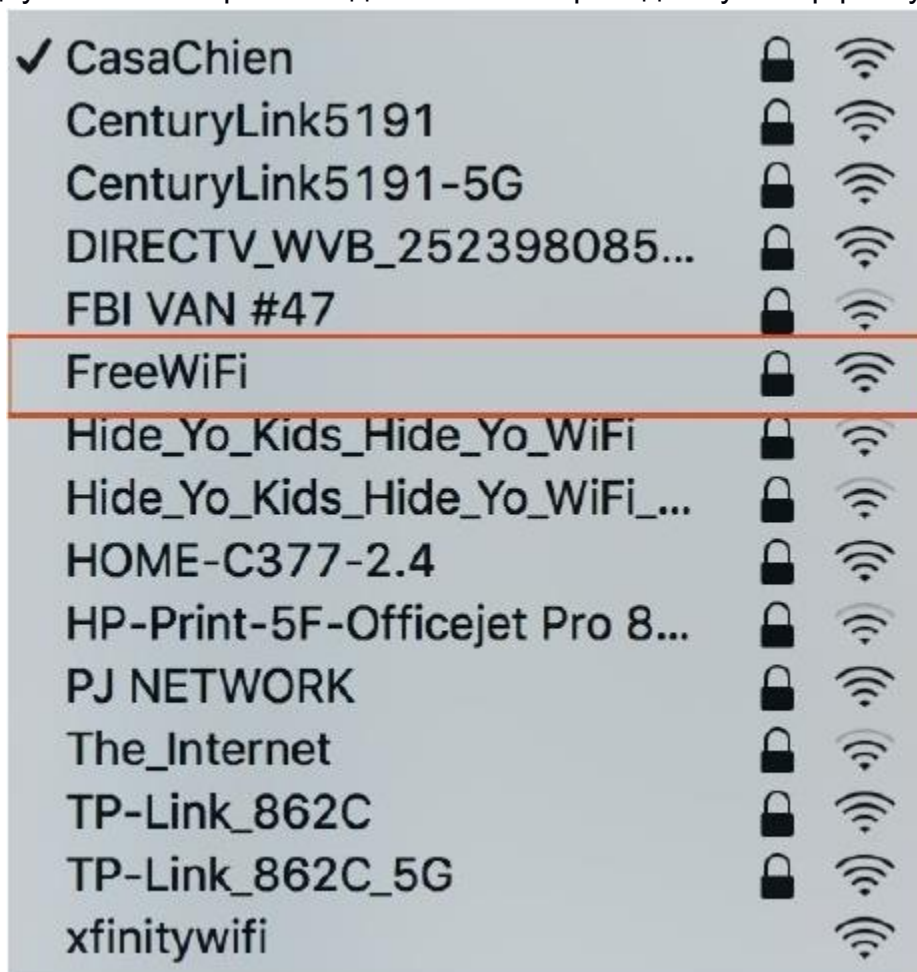 ✓ CasaChien
CenturyLink5191
CenturyLink5191-5G
DIRECTV_WVB_252398085...
FBI VAN #47
FreeWiFi
Hide_Yo_Kids_Hide_Yo_WiFi
Hide_Yo_Kids_Hide_Yo_WiFi_...
HOME-C377-2.4
HP-Print-5F-Officejet Pro 8...
PJ NETWORK
The_Internet
TP-Link_862C
TP-Link_862C_5G
xfinitywifi